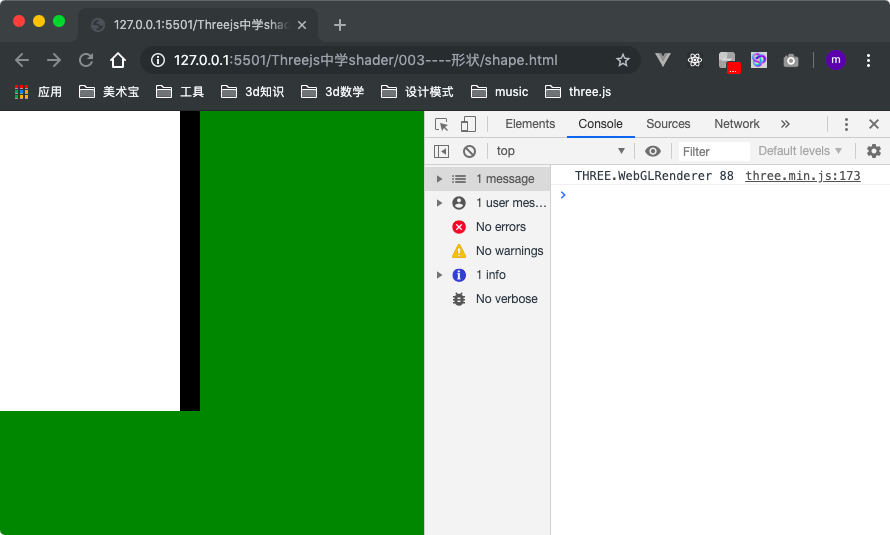 127.0.0.1:5501/Threejs中学shad
127.0.0.1:5501/Threejs中学shader/003----形状/shape.html
m
...
应用 美术宝 工具 3d知识 3d数学 设计模式 music three.js
Elements Console Sources Network »
top Filter Default levels
1 message
1 user mes...
No errors
No warnings
1 info
No verbose
THREE.WebGLRenderer 88 three.min.js:173